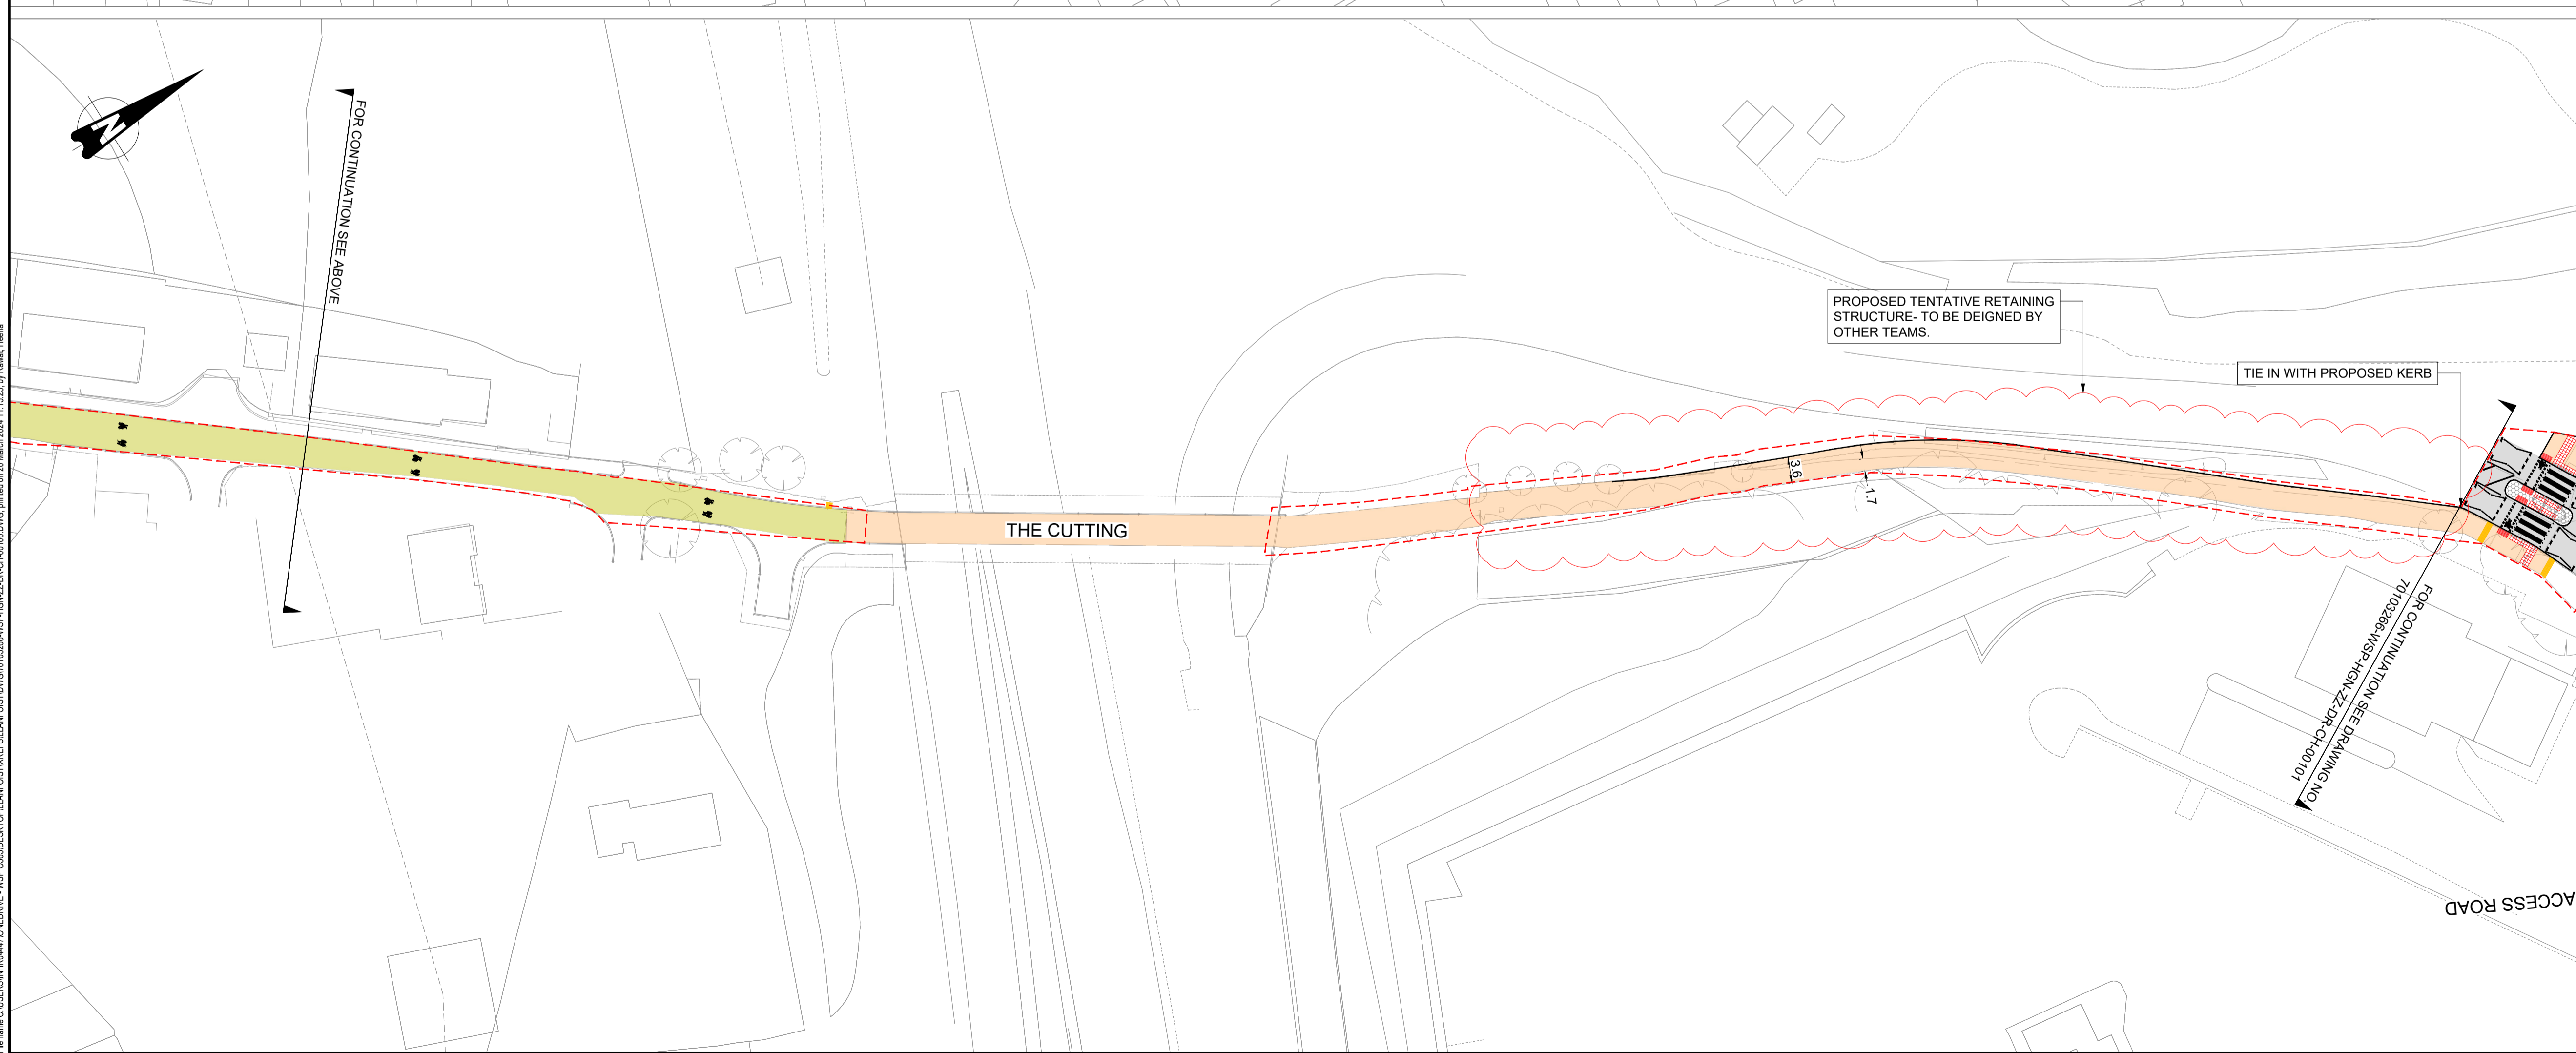 N
FOR CONTINUATION SEE ABOVE
THE CUTTING
PROPOSED TENTATIVE RETAINING
STRUCTURE- TO BE DEIGNED BY
OTHER TEAMS.
TIE IN WITH PROPOSED KERB
3.6
1.7
FOR CONTINUATION SEE DRAWING NO.
70103266-WSP-HGN-ZZ-DR-CH-00101
ACCESS ROAD